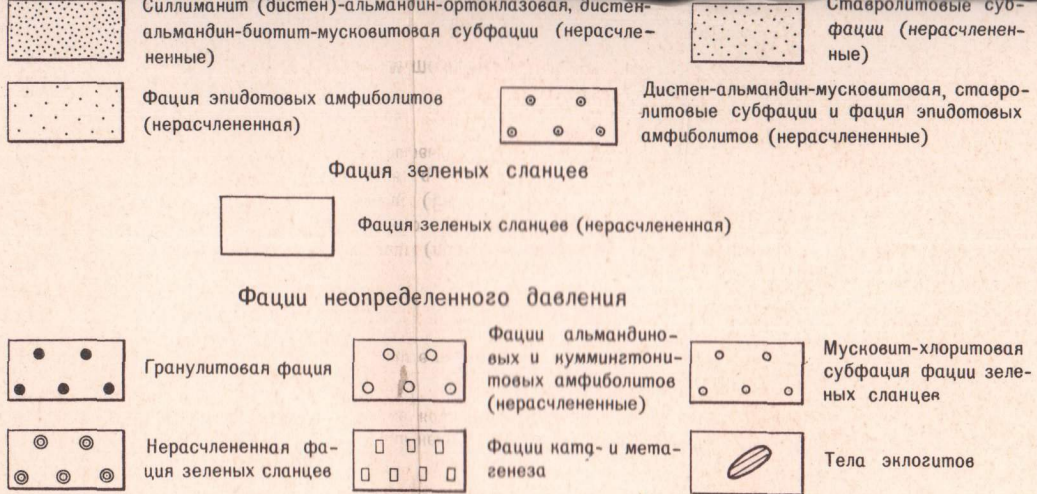 Силлиманит (дистен)-альмандин-ортоклазовая, дистен-
альмандин-биотит-мусковитовая субфации (нерасчле-
ненные)
Ставролитовые суб-
фации (нерасчленен-
ные)
Фация эпидотовых амфиболитов
(нерасчлененная)
Дистен-альмандин-мусковитовая, ставро-
литовые субфации и фация эпидотовых
амфиболитов (нерасчлененные)
Фация зеленых сланцев
Фация зеленых сланцев (нерасчлененная)
Фации неопределенного давления
Гранулитовая фация
Фации альмандино-
вых и куммингтони-
товых амфиболитов
(нерасчлененные)
Мусковит-хлоритовая
субфация фации зеле-
ных сланцев
Нерасчлененная фа-
ция зеленых сланцев
Фации ката- и мета-
генеза
Тела эклогитов